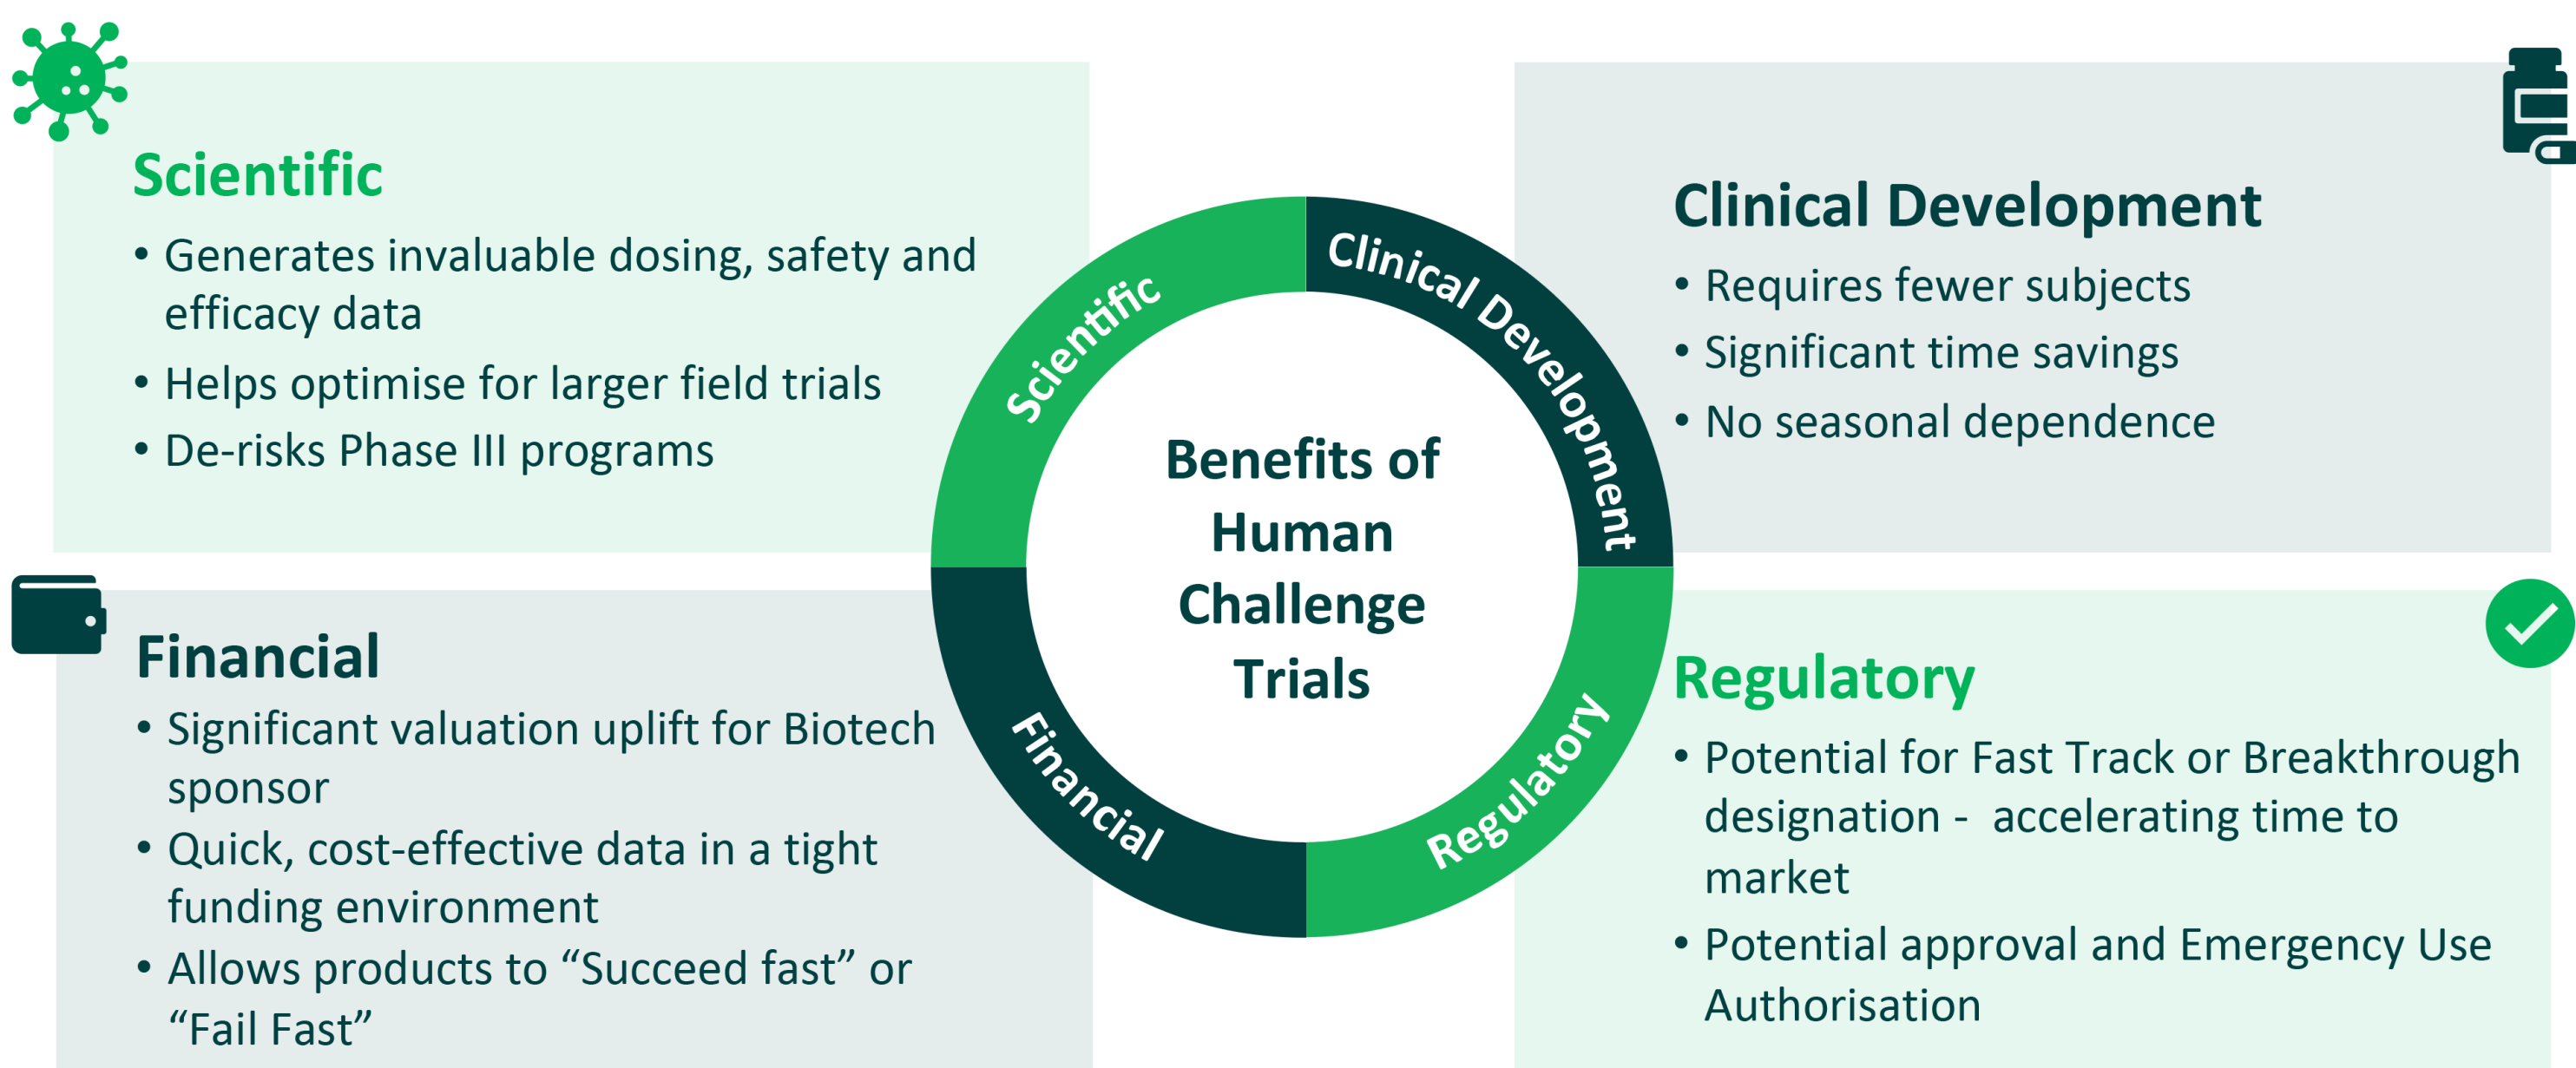 Scientific
• Generates invaluable dosing, safety and
efficacy data
• Helps optimise for larger field trials
• De-risks Phase III programs
Clinical Development
• Requires fewer subjects
• Significant time savings
• No seasonal dependence
Scientific
Clinical Development
Benefits of
Human
Challenge
Trials
Financial
Regulatory
Financial
• Significant valuation uplift for Biotech
sponsor
• Quick, cost-effective data in a tight
funding environment
• Allows products to “Succeed fast” or
“Fail Fast”
Regulatory
• Potential for Fast Track or Breakthrough
designation -  accelerating time to
market
• Potential approval and Emergency Use
Authorisation